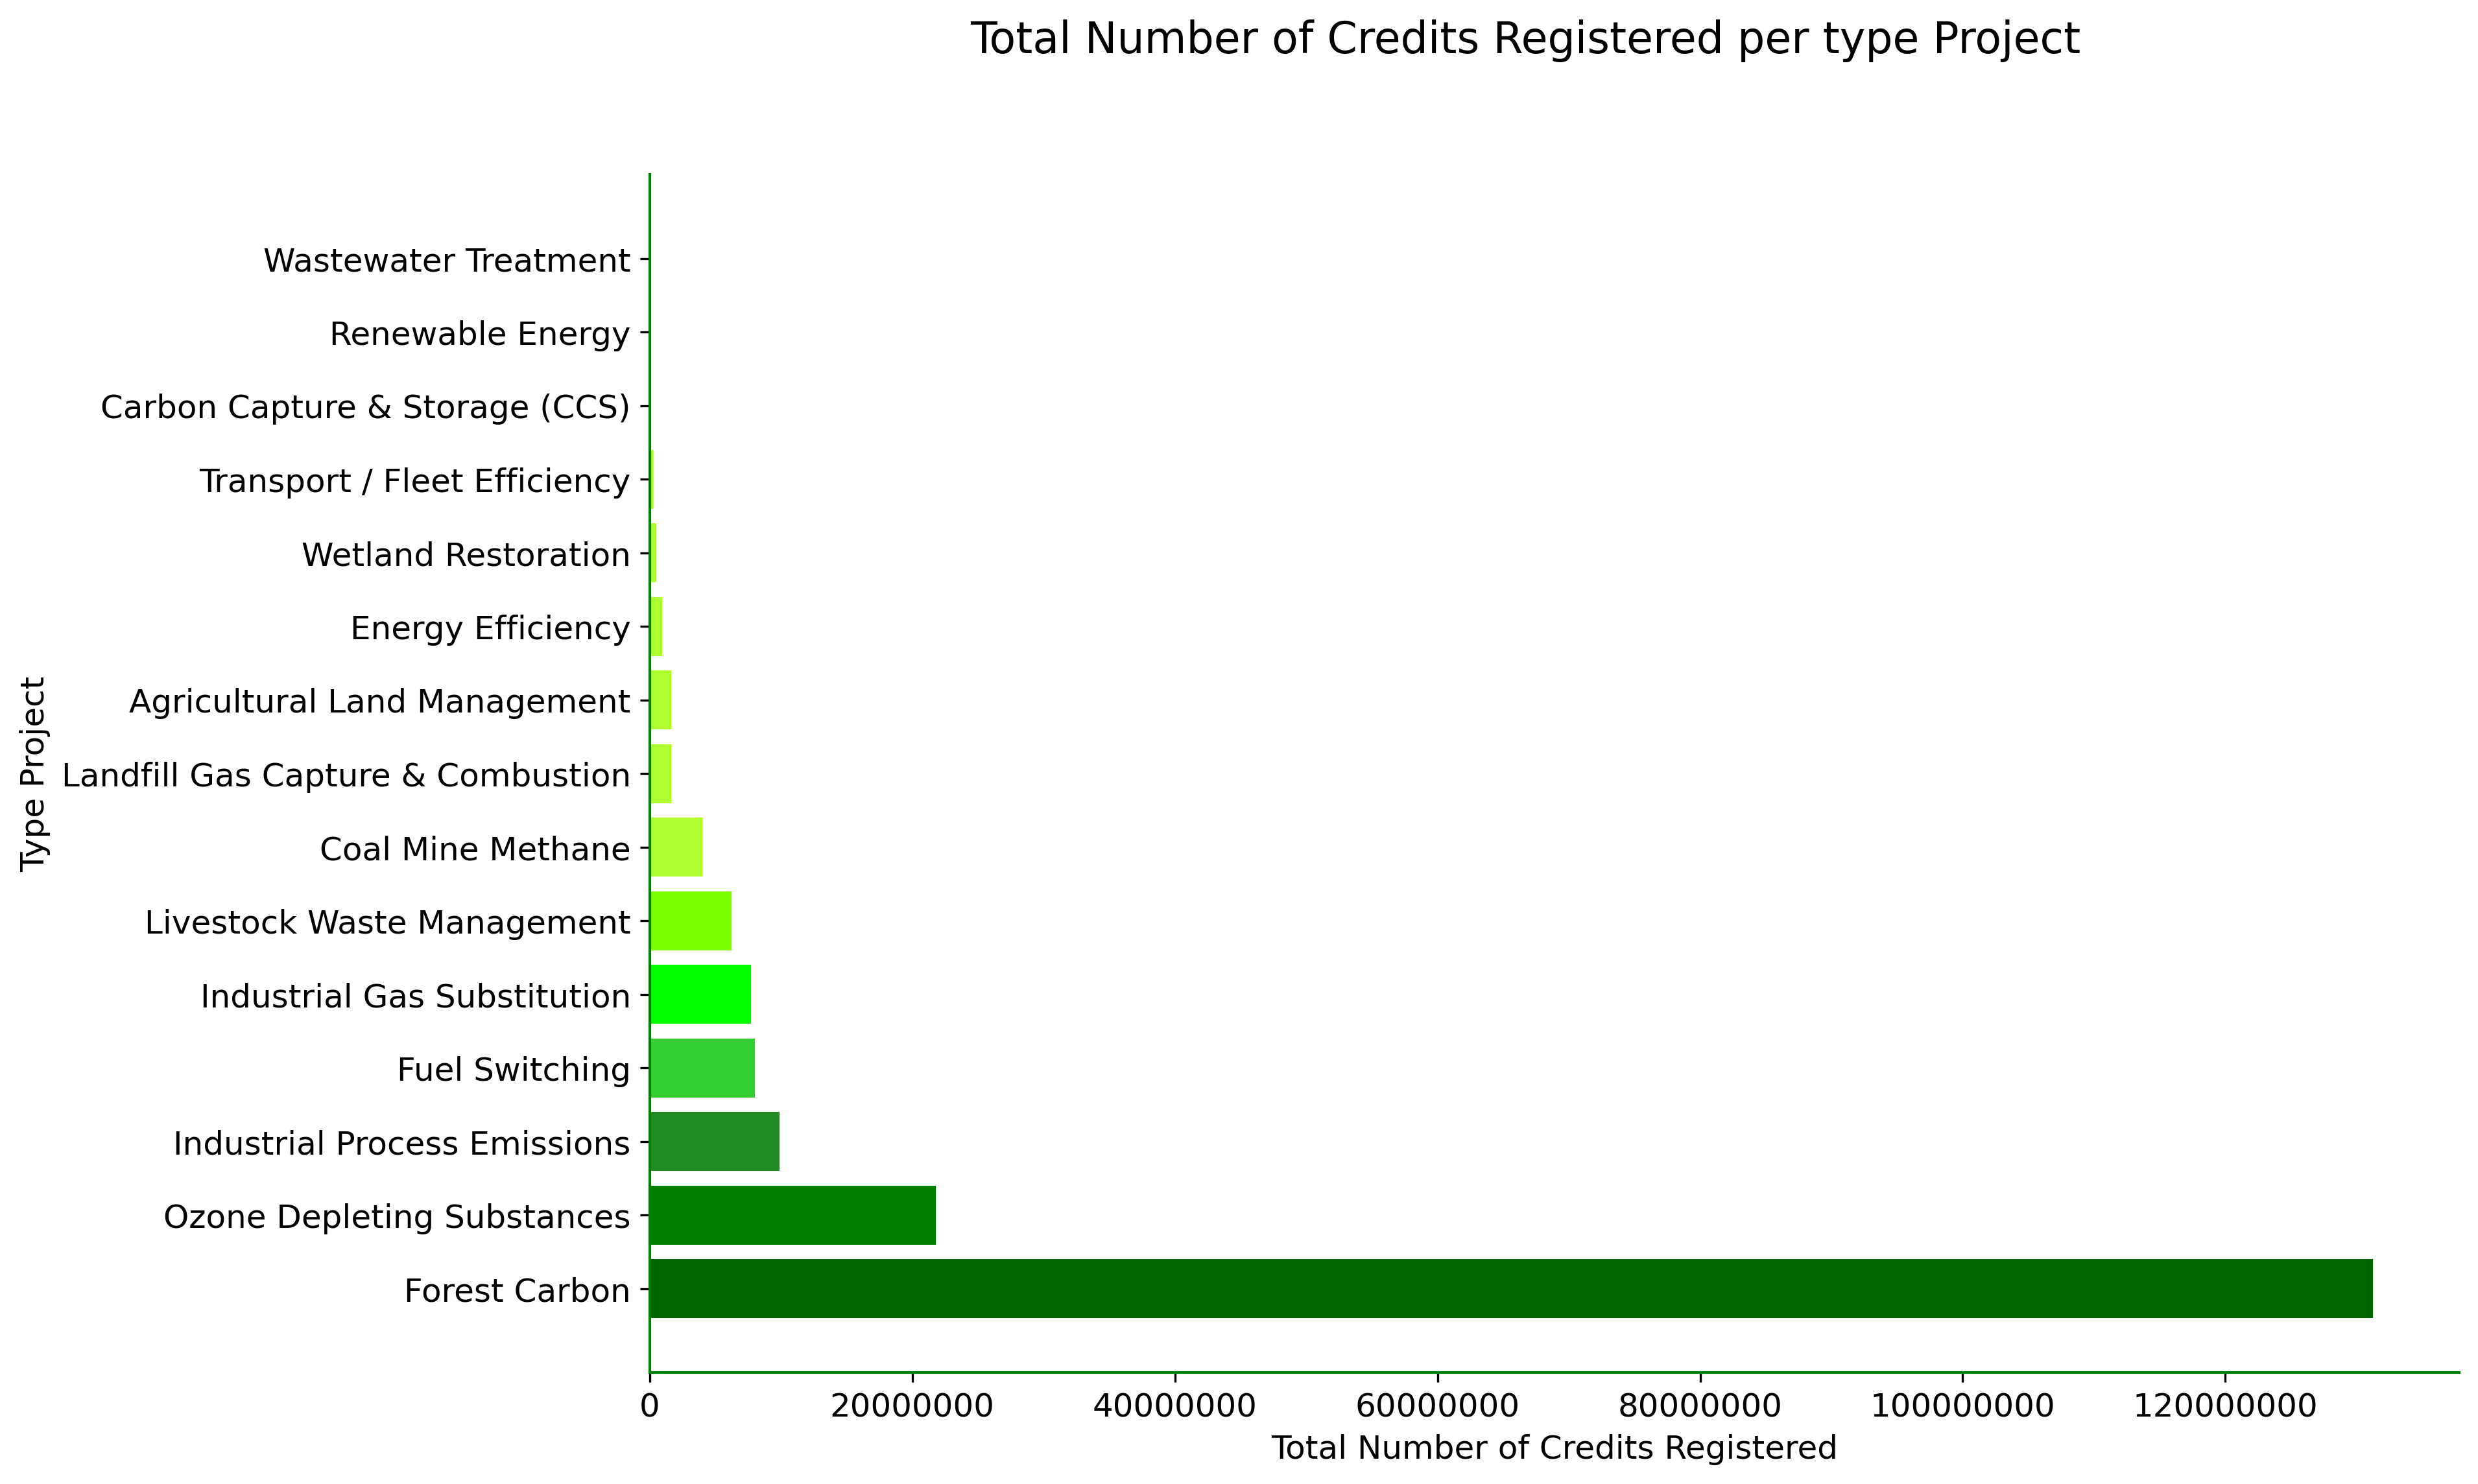 Total Number of Credits Registered per type Project
Wastewater Treatment
Renewable Energy
Carbon Capture & Storage (CCS)
Transport / Fleet Efficiency
Wetland Restoration
Energy Efficiency
Agricultural Land Management
Landfill Gas Capture & Combustion
Coal Mine Methane
Livestock Waste Management
Industrial Gas Substitution
Fuel Switching
Industrial Process Emissions
Ozone Depleting Substances
Forest Carbon
Type Project
0 20000000 40000000 60000000 80000000 100000000 120000000
Total Number of Credits Registered